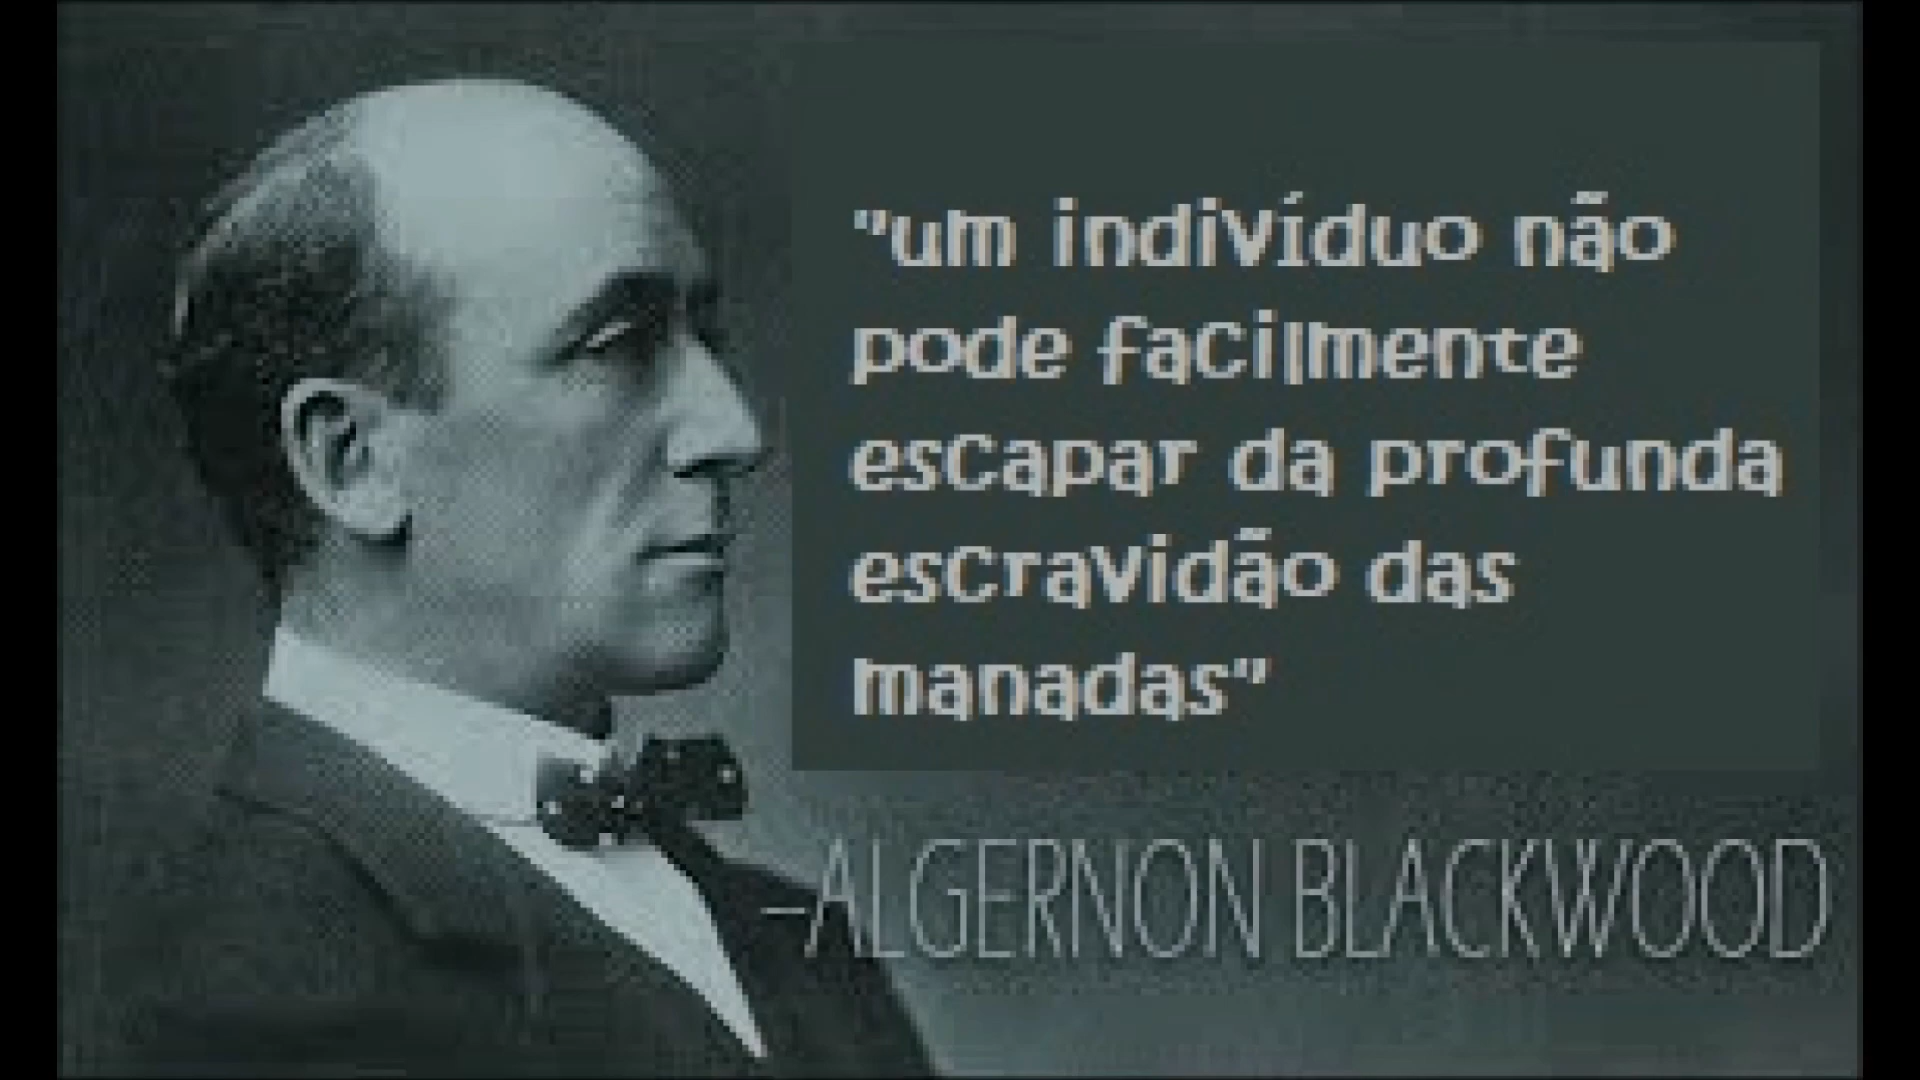 "um indivíduo não
pode facilmente
escapar da profunda
escravidão das
manadas"
–ALGERNON BLACKWOOD